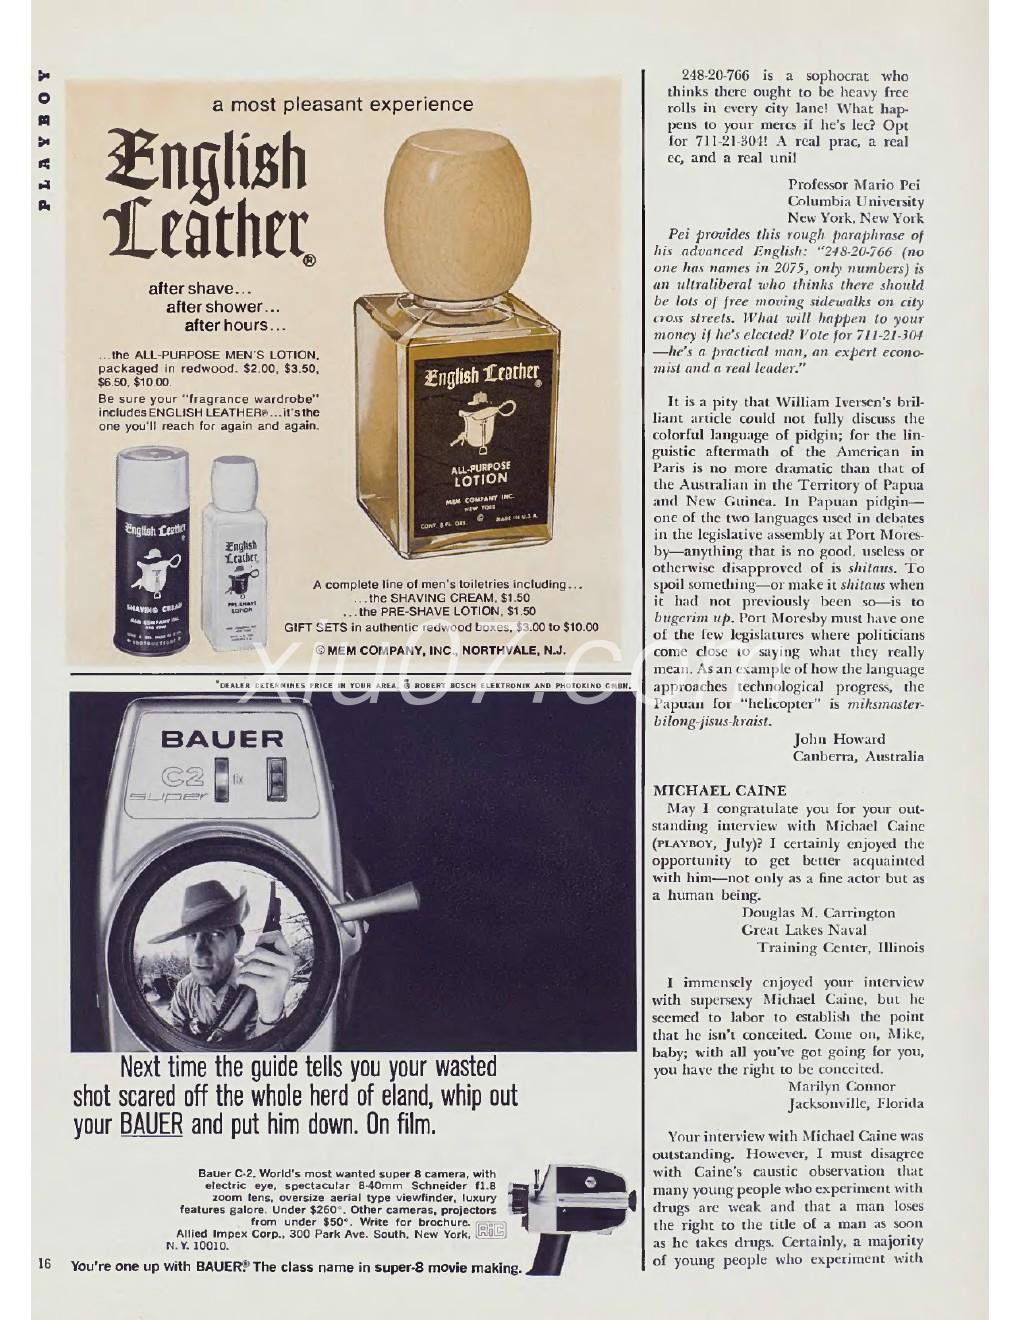 PLAYBOY
a most pleasant experience
English
Leather®
after shave...
after shower...
after hours...
...the ALL-PURPOSE MEN'S LOTION,
packaged in redwood. $2.00, $3.50,
$6.50, $10.00.
Be sure your "fragrance wardrobe"
includes ENGLISH LEATHER®...it's the
one you'll reach for again and again.
English Leather®
ALL-PURPOSE
LOTION
MEM COMPANY INC.
NEW YORK
CONT. 8 FL. OZS. © MADE IN U.S.A.
English Leather
SHAVING CREAM
MEM COMPANY INC.
English
Leather
PRE-SHAVE
LOTION
A complete line of men's toiletries including...
...the SHAVING CREAM, $1.50
...the PRE-SHAVE LOTION, $1.50
GIFT SETS in authentic redwood boxes, $3.00 to $10.00
© MEM COMPANY, INC., NORTHVALE, N.J.
xiu07.com
*DEALER DETERMINES PRICE IN YOUR AREA. ® ROBERT BOSCH ELEKTRONIK AND PHOTOKINO GMBH.
BAUER
C2 fix
super
Next time the guide tells you your wasted
shot scared off the whole herd of eland, whip out
your BAUER and put him down. On film.
Bauer C-2. World's most wanted super 8 camera, with
electric eye, spectacular 8-40mm Schneider f1.8
zoom lens, oversize aerial type viewfinder, luxury
features galore. Under $260*. Other cameras, projectors
from under $50*. Write for brochure.
Allied Impex Corp., 300 Park Ave. South, New York,
N.Y. 10010.
AIC
You're one up with BAUER®! The class name in super-8 movie making.
16
248-20-766 is a sophocrat who
thinks there ought to be heavy free
rolls in every city lane! What hap-
pens to your mercs if he's lec? Opt
for 711-21-304! A real prac, a real
ec, and a real uni!
Professor Mario Pei
Columbia University
New York, New York
Pei provides this rough paraphrase of
his advanced English: "248-20-766 (no
one has names in 2075, only numbers) is
an ultraliberal who thinks there should
be lots of free moving sidewalks on city
cross streets. What will happen to your
money if he's elected? Vote for 711-21-304
—he's a practical man, an expert econo-
mist and a real leader."
It is a pity that William Iversen's bril-
liant article could not fully discuss the
colorful language of pidgin; for the lin-
guistic aftermath of the American in
Paris is no more dramatic than that of
the Australian in the Territory of Papua
and New Guinea. In Papuan pidgin—
one of the two languages used in debates
in the legislative assembly at Port Mores-
by—anything that is no good, useless or
otherwise disapproved of is shitaus. To
spoil something—or make it shitaus when
it had not previously been so—is to
bugerim up. Port Moresby must have one
of the few legislatures where politicians
come close to saying what they really
mean. As an example of how the language
approaches technological progress, the
Papuan for "helicopter" is miksmaster-
bilong-jisus-kraist.
John Howard
Canberra, Australia
MICHAEL CAINE
May I congratulate you for your out-
standing interview with Michael Caine
(PLAYBOY, July)? I certainly enjoyed the
opportunity to get better acquainted
with him—not only as a fine actor but as
a human being.
Douglas M. Carrington
Great Lakes Naval
Training Center, Illinois
I immensely enjoyed your interview
with supersexy Michael Caine, but he
seemed to labor to establish the point
that he isn't conceited. Come on, Mike,
baby; with all you've got going for you,
you have the right to be conceited.
Marilyn Connor
Jacksonville, Florida
Your interview with Michael Caine was
outstanding. However, I must disagree
with Caine's caustic observation that
many young people who experiment with
drugs are weak and that a man loses
the right to the title of a man as soon
as he takes drugs. Certainly, a majority
of young people who experiment with